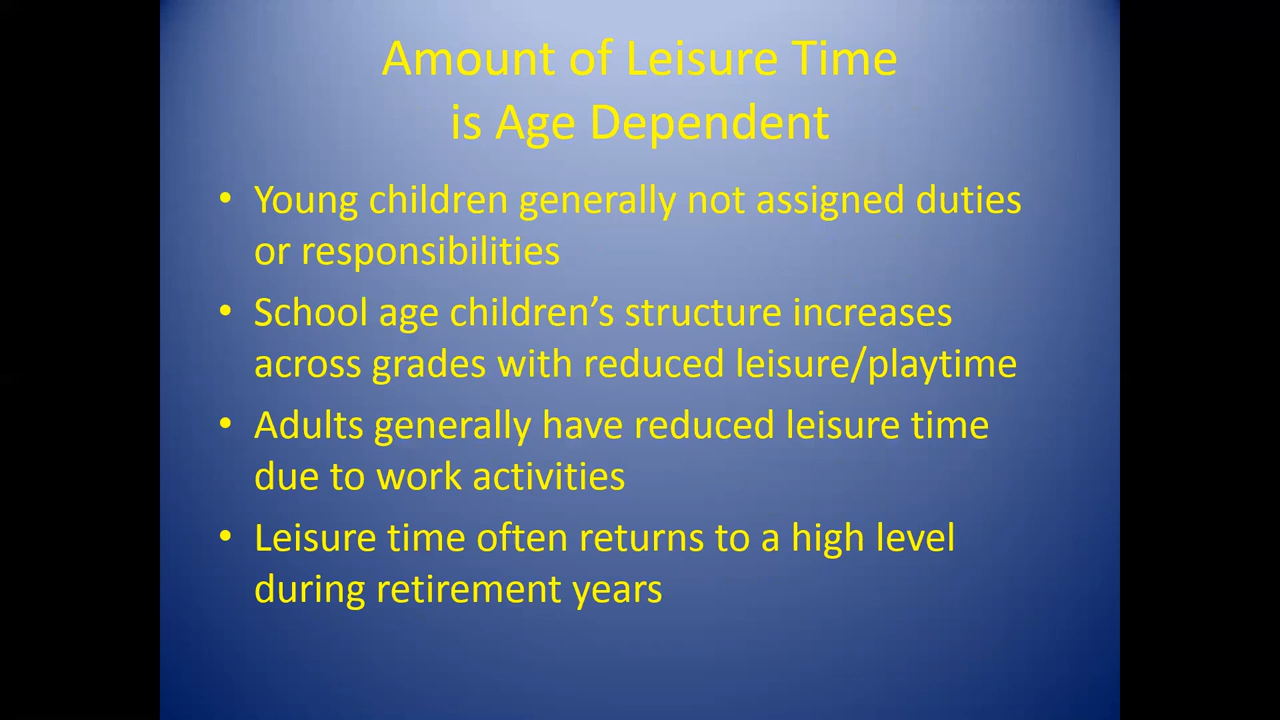 Amount of Leisure Time
is Age Dependent
• Young children generally not assigned duties
or responsibilities
• School age children’s structure increases
across grades with reduced leisure/playtime
• Adults generally have reduced leisure time
due to work activities
• Leisure time often returns to a high level
during retirement years